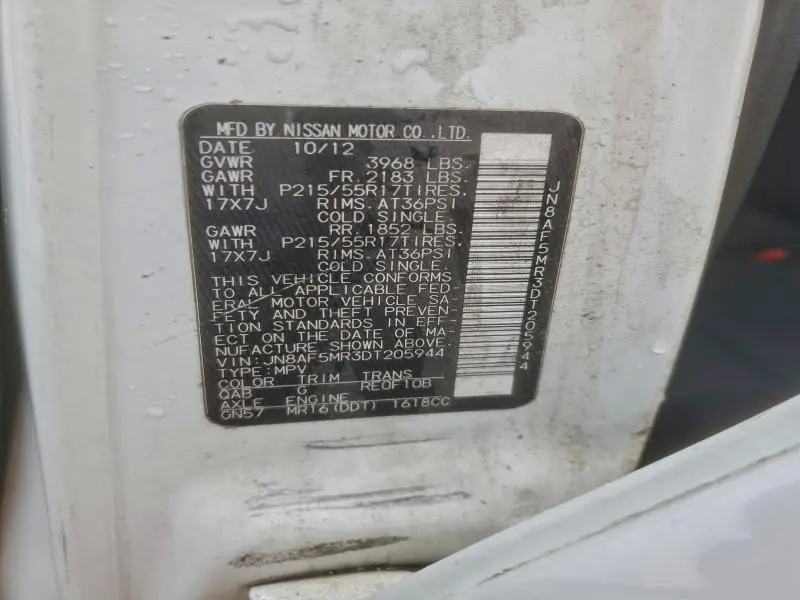 MFD BY NISSAN MOTOR CO.,LTD.
DATE 10/12
GVWR 3968 LBS.
GAWR FR. 2183 LBS.
WITH P215/55R17TIRES.
17X7J RIMS. AT36PSI
COLD SINGLE.
GAWR RR. 1852 LBS.
WITH P215/55R17TIRES.
17X7J RIMS. AT36PSI
COLD SINGLE.
THIS VEHICLE CONFORMS
TO ALL APPLICABLE FED-
ERAL MOTOR VEHICLE SA-
FETY AND THEFT PREVEN-
TION STANDARDS IN EFF-
ECT ON THE DATE OF MA-
NUFACTURE SHOWN ABOVE.
VIN:JN8AF5MR3DT205944
TYPE:MPV
COLOR TRIM TRANS
QAB G RE0F10B
AXLE ENGINE
GN57 MR16(DDT) 1618CC
JN8AF5MR3DT205944